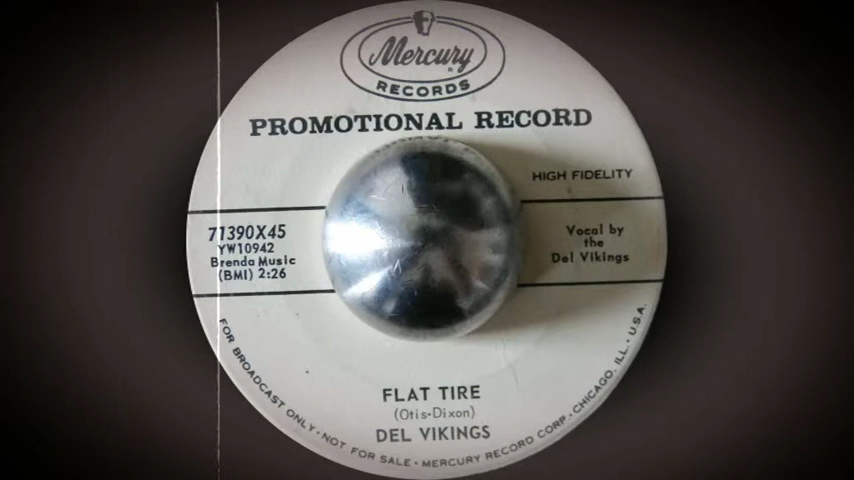 Mercury
RECORDS
PROMOTIONAL RECORD
HIGH FIDELITY
71390X45
YW10942
Brenda Music
(BMI) 2:26
Vocal by
the
Del Vikings
FLAT TIRE
(Otis-Dixon)
DEL VIKINGS
FOR BROADCAST ONLY • NOT FOR SALE • MERCURY RECORD CORP. • CHICAGO, ILL. • U.S.A.